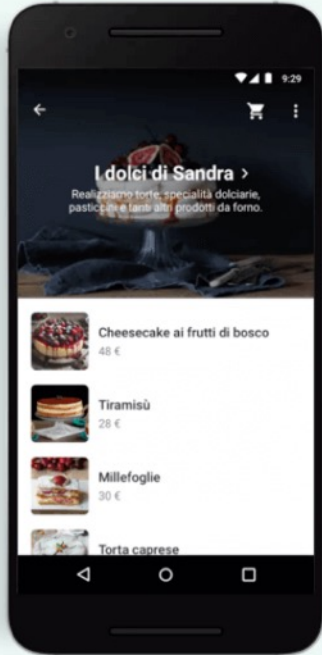 9:29
I dolci di Sandra >
Realizziamo torte, specialità dolciarie,
pasticcini e tanti altri prodotti da forno.
Cheesecake ai frutti di bosco
48 €
Tiramisù
28 €
Millefoglie
30 €
Torta caprese